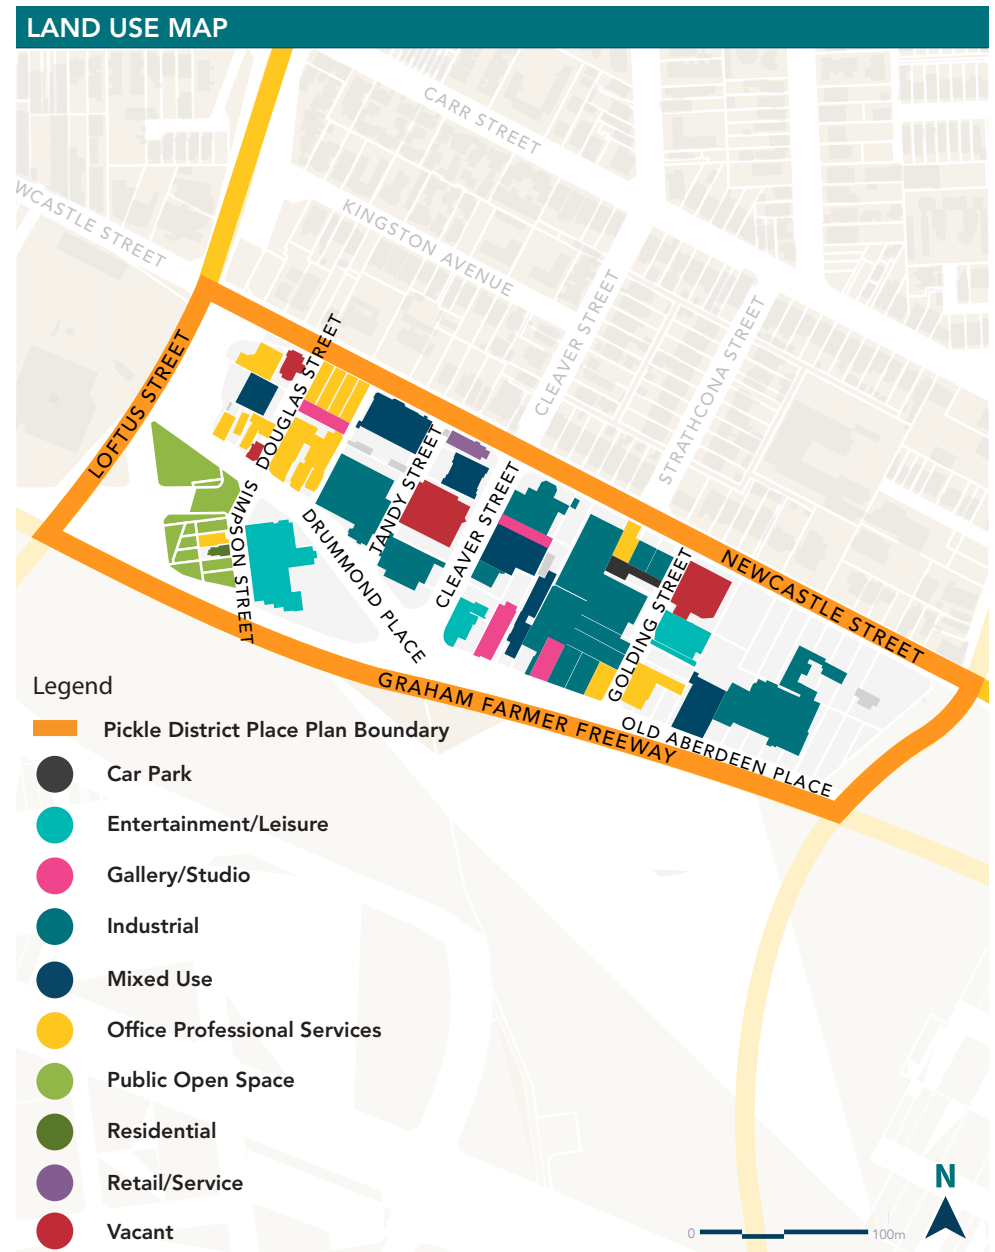 LAND USE MAP
CARR STREET
WCASTLE STREET
KINGSTON AVENUE
CLEAVER STREET
STRATHCONA STREET
LOFTUS STREET
DOUGLAS STREET
SIMPSON STREET
TANDY STREET
DRUMMOND PLACE
CLEAVER STREET
GOLDING STREET
NEWCASTLE STREET
GRAHAM FARMER FREEWAY
OLD ABERDEEN PLACE
Legend
Pickle District Place Plan Boundary
Car Park
Entertainment/Leisure
Gallery/Studio
Industrial
Mixed Use
Office Professional Services
Public Open Space
Residential
Retail/Service
Vacant
N
0 100m